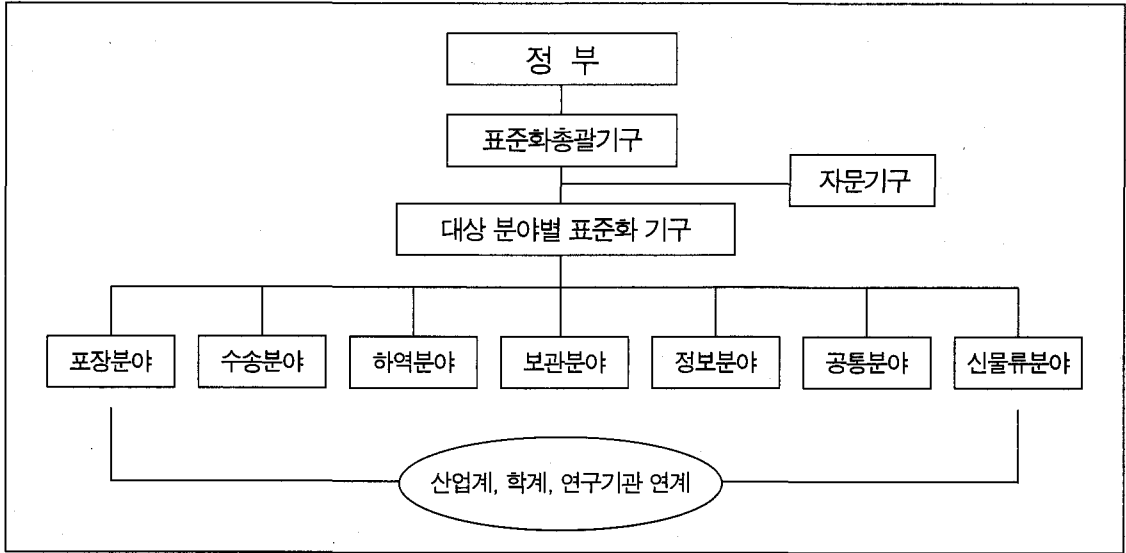 정 부
표준화총괄기구
자문기구
대상 분야별 표준화 기구
포장분야 수송분야 하역분야 보관분야 정보분야 공통분야 신물류분야
산업계, 학계, 연구기관 연계